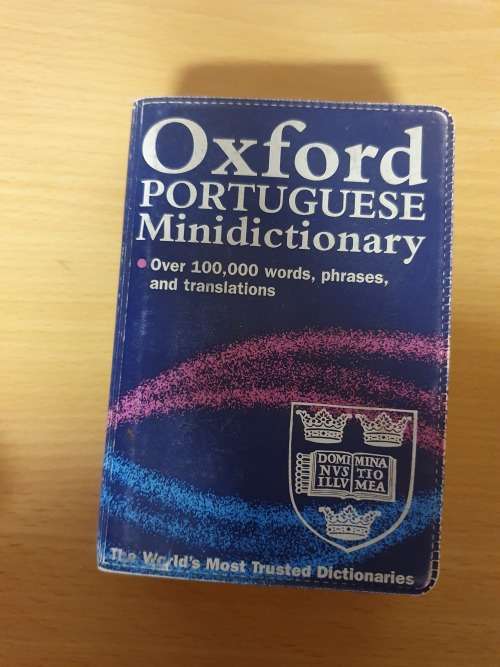 Oxford
PORTUGUESE
Minidictionary
Over 100,000 words, phrases,
and translations
DOMI MINA
NVS TIO
ILLV MEA
The World's Most Trusted Dictionaries